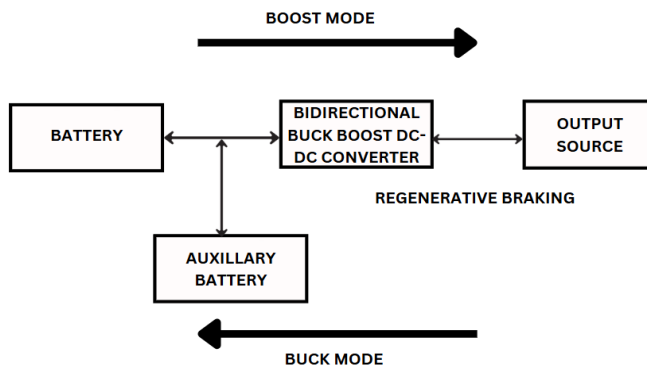 BOOST MODE
BATTERY
BIDIRECTIONAL
BUCK BOOST DC-
DC CONVERTER
OUTPUT
SOURCE
REGENERATIVE BRAKING
AUXILLARY
BATTERY
BUCK MODE